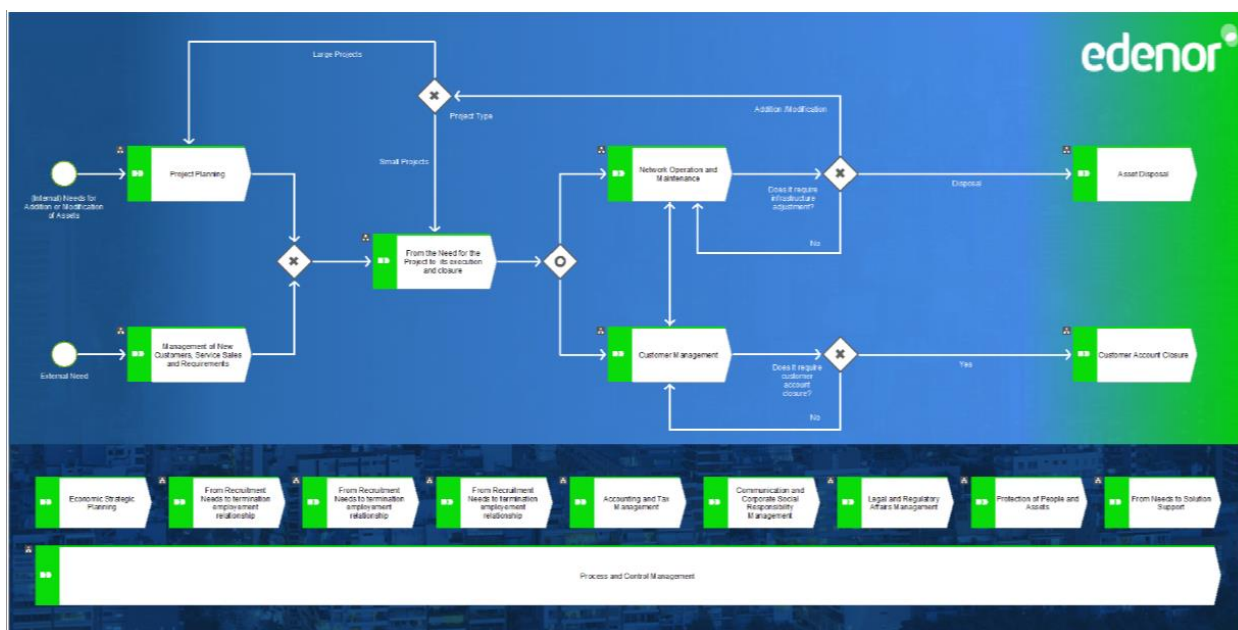 edenor
Large Projects
Project Type
Addition /Modification
Small Projects
Project Planning
(Internal) Needs for
Addition or Modification
of Assets
Network Operation and
Maintenance
Does it require
infrastructure
adjustment?
Disposal
Asset Disposal
No
From the Need for the
Project to its execution
and closure
Management of New
Customers, Service Sales
and Requirements
External Need
Customer Management
Does it require
customer
account
closure?
Yes
Customer Account Closure
No
Economic Strategic
Planning
From Recruitment
Needs to termination
employement
relationship
From Recruitment
Needs to termination
employement
relationship
From Recruitment
Needs to termination
employement
relationship
Accounting and Tax
Management
Communication and
Corporate Social
Responsibility
Management
Legal and Regulatory
Affairs Management
Protection of People and
Assets
From Needs to Solution
Support
Process and Control Management